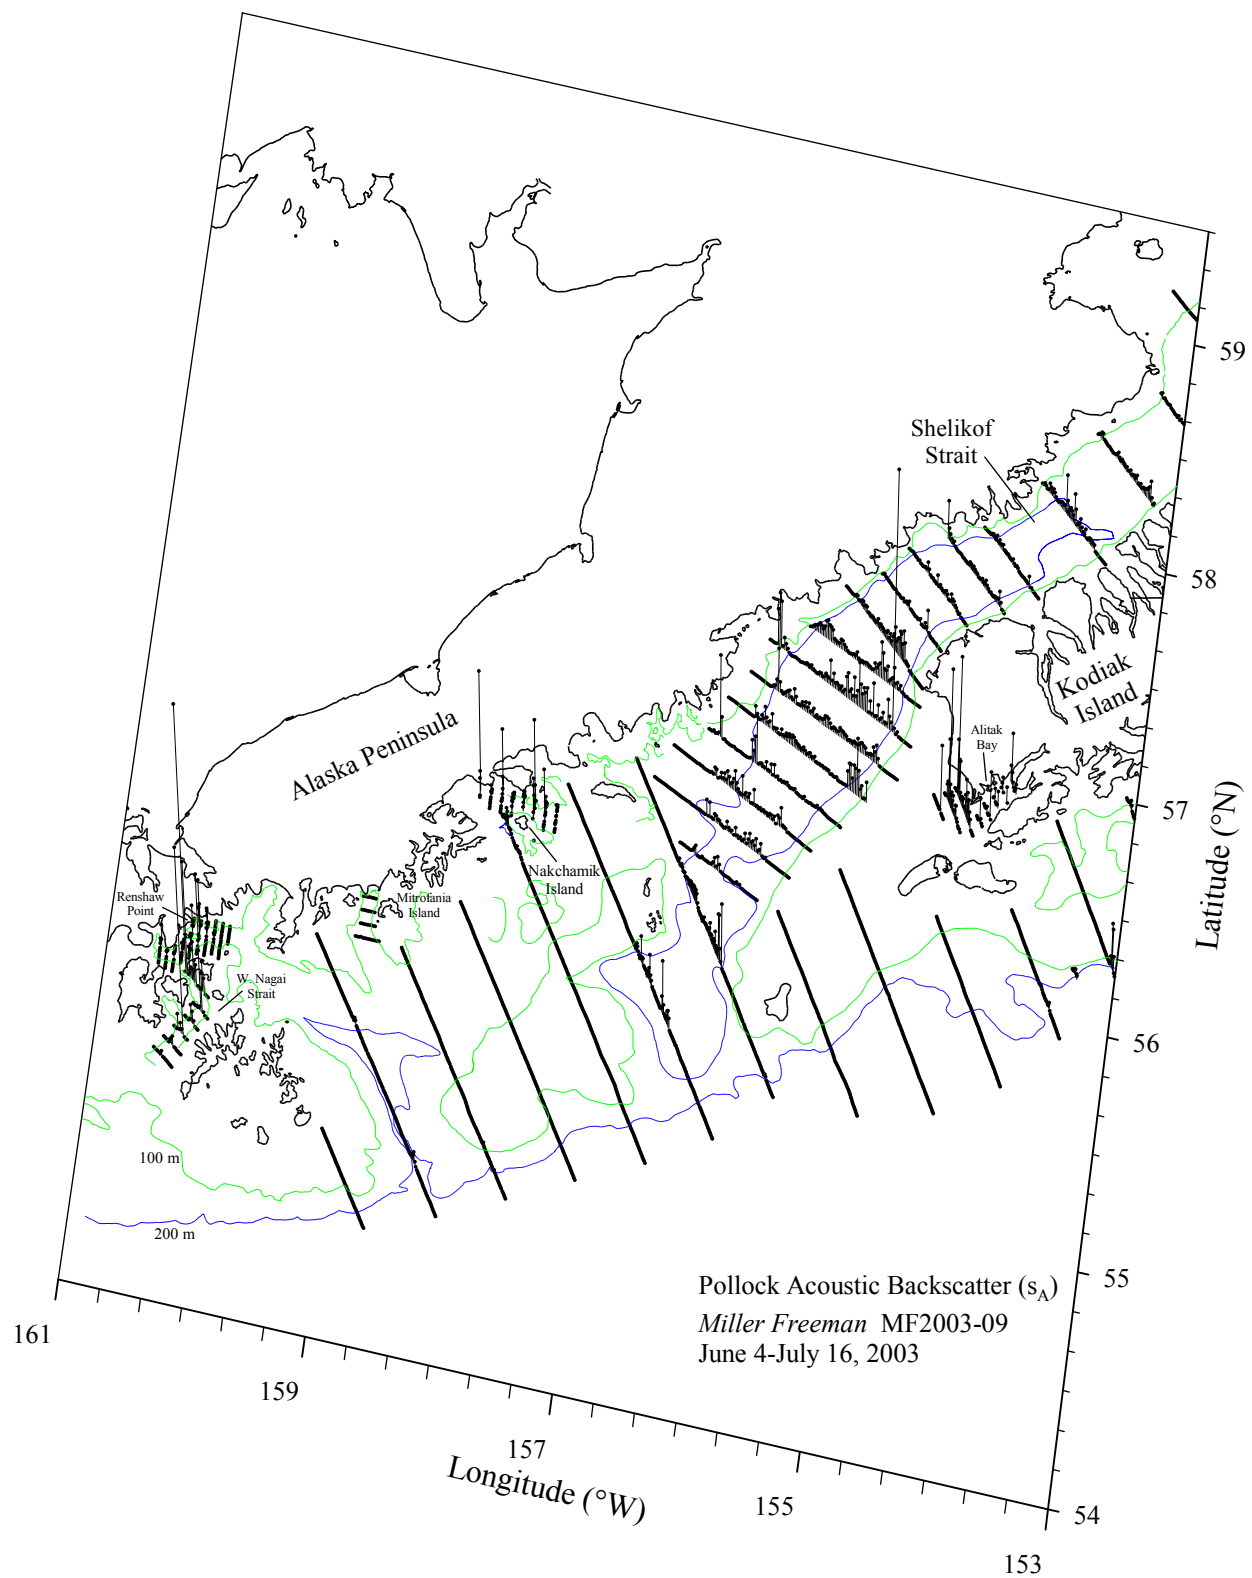 59
Shelikof
Strait
58
Kodiak
Island
Alaska Peninsula
Alitak
Bay
57
Latitude (°N)
Nakchamik
Island
Renshaw
Point
Mitrofania
Island
W. Nagai
Strait
56
100 m
200 m
55
Pollock Acoustic Backscatter (sA)
Miller Freeman MF2003-09
June 4-July 16, 2003
161
159
157
155
54
153
Longitude (°W)